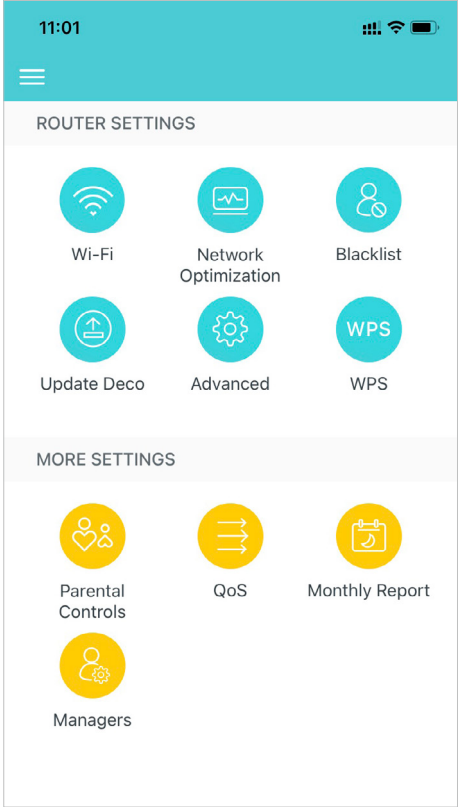 11:01
ROUTER SETTINGS
Wi-Fi
Network
Optimization
Blacklist
Update Deco
Advanced
WPS
WPS
MORE SETTINGS
Parental
Controls
QoS
Monthly Report
Managers